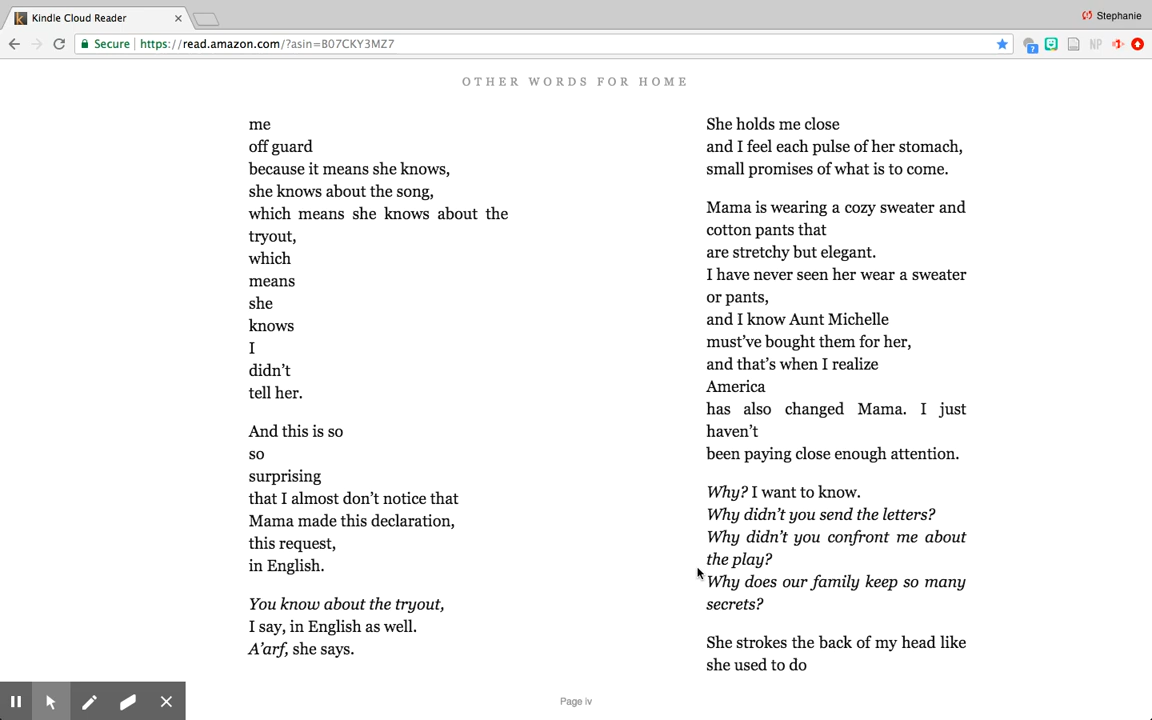 Kindle Cloud Reader
Stephanie
Secure
https://read.amazon.com/?asin=B07CKY3MZ7
7
NP
1
OTHER WORDS FOR HOME
me
off guard
because it means she knows,
she knows about the song,
which means she knows about the
tryout,
which
means
she
knows
I
didn't
tell her.
And this is so
so
surprising
that I almost don't notice that
Mama made this declaration,
this request,
in English.
You know about the tryout,
I say, in English as well.
A'arf, she says.
She holds me close
and I feel each pulse of her stomach,
small promises of what is to come.
Mama is wearing a cozy sweater and
cotton pants that
are stretchy but elegant.
I have never seen her wear a sweater
or pants,
and I know Aunt Michelle
must've bought them for her,
and that's when I realize
America
has also changed Mama. I just
haven't
been paying close enough attention.
Why? I want to know.
Why didn't you send the letters?
Why didn't you confront me about
the play?
Why does our family keep so many
secrets?
She strokes the back of my head like
she used to do
Page iv